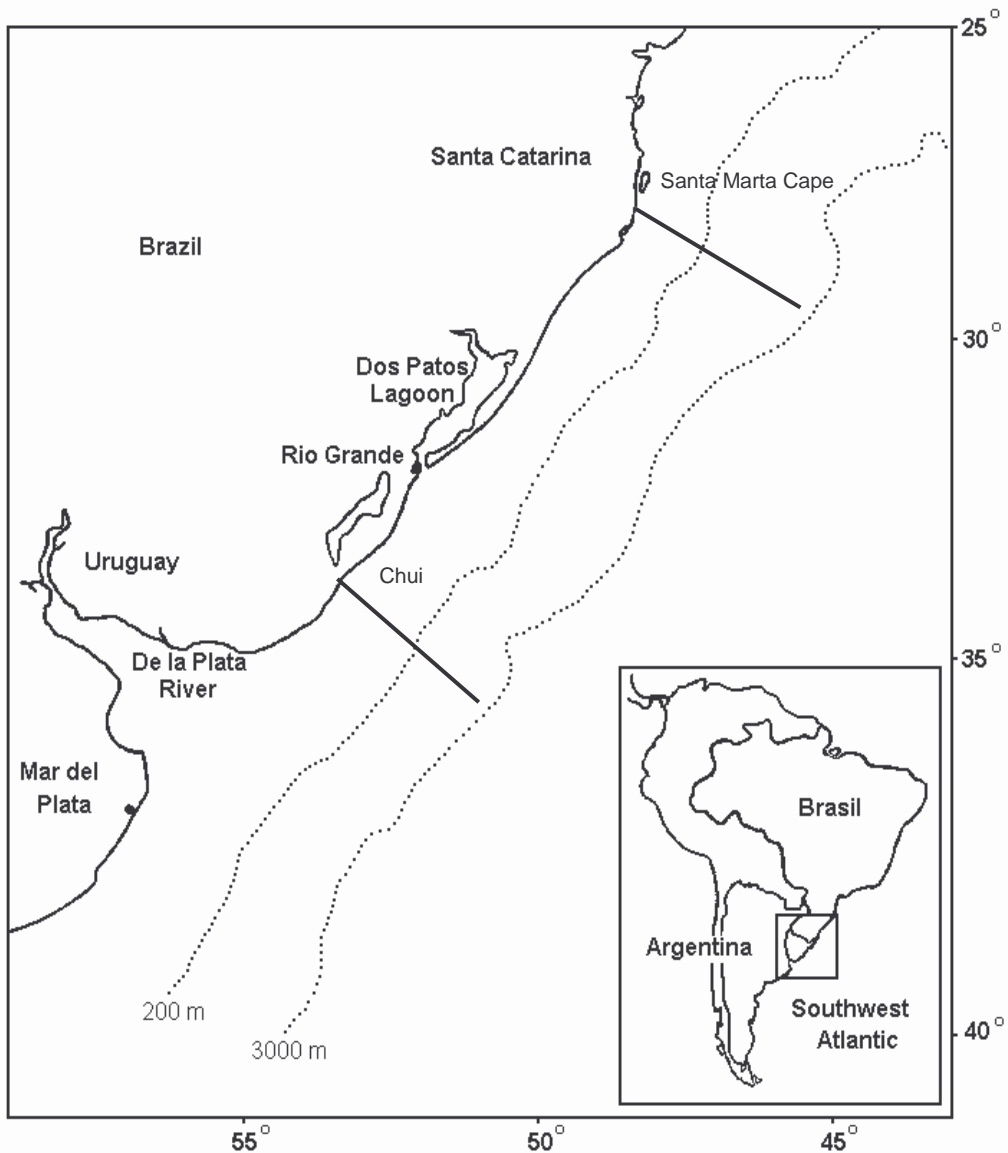 25°
Santa Catarina
Santa Marta Cape
Brazil
30°
Dos Patos
Lagoon
Rio Grande
Uruguay
Chui
De la Plata
River
35°
Mar del
Plata
Brasil
Argentina
Southwest
Atlantic
200 m
3000 m
40°
55°
50°
45°